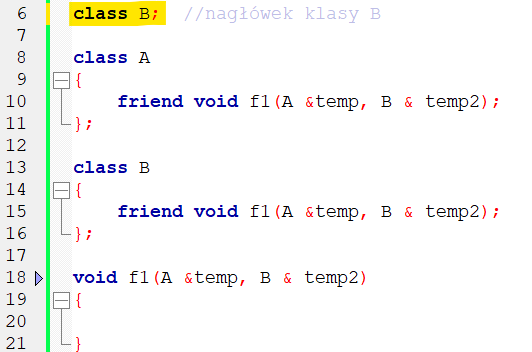 6 class B; //nagłówek klasy B
7
8 class A
9 {
10 friend void f1(A &temp, B & temp2);
11 };
12
13 class B
14 {
15 friend void f1(A &temp, B & temp2);
16 };
17
18 void f1(A &temp, B & temp2)
19 {
20
21 }